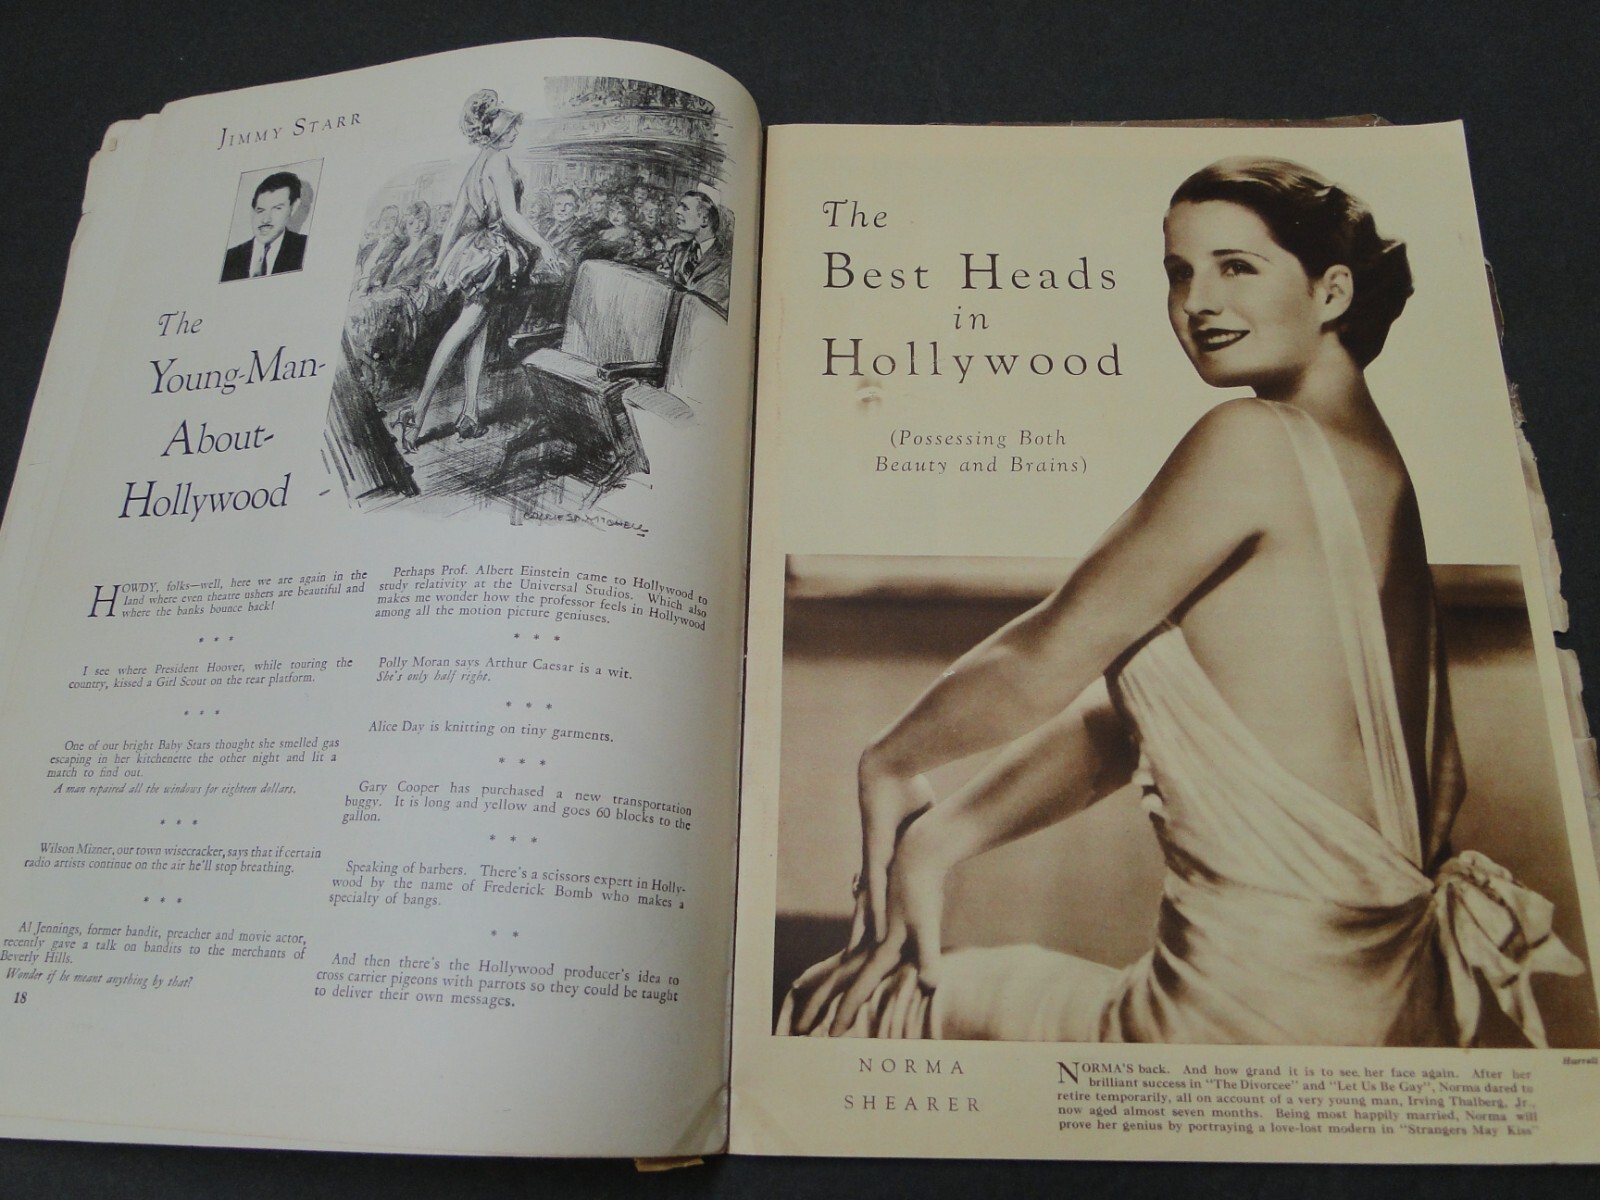 JIMMY STARR
The
Young-Man-
About-
Hollywood
HOWDY, folks—well, here we are again in the
land where even theatre ushers are beautiful and
where the banks bounce back!
* * *
I see where President Hoover, while touring the
country, kissed a Girl Scout on the rear platform.
* * *
One of our bright Baby Stars thought she smelled gas
escaping in her kitchenette the other night and lit a
match to find out.
A man repaired all the windows for eighteen dollars.
* * *
Wilson Mizner, our town wisecracker, says that if certain
radio artists continue on the air he'll stop breathing.
* * *
Al Jennings, former bandit, preacher and movie actor,
recently gave a talk on bandits to the merchants of
Beverly Hills.
Wonder if he meant anything by that?
18
Perhaps Prof. Albert Einstein came to Hollywood to
study relativity at the Universal Studios. Which also
makes me wonder how the professor feels in Hollywood
among all the motion picture geniuses.
* * *
Polly Moran says Arthur Caesar is a wit.
She's only half right.
* * *
Alice Day is knitting on tiny garments.
* * *
Gary Cooper has purchased a new transportation
buggy. It is long and yellow and goes 60 blocks to the
gallon.
* * *
Speaking of barbers. There's a scissors expert in Holly-
wood by the name of Frederick Bomb who makes a
specialty of bangs.
* *
And then there's the Hollywood producer's idea to
cross carrier pigeons with parrots so they could be taught
to deliver their own messages.
The
Best Heads
in
Hollywood
(Possessing Both
Beauty and Brains)
Hurrell
NORMA
SHEARER
NORMA'S back. And how grand it is to see her face again. After her
brilliant success in "The Divorcee" and "Let Us Be Gay", Norma dared to
retire temporarily, all on account of a very young man, Irving Thalberg, Jr.,
now aged almost seven months. Being most happily married, Norma will
prove her genius by portraying a love-lost modern in "Strangers May Kiss"